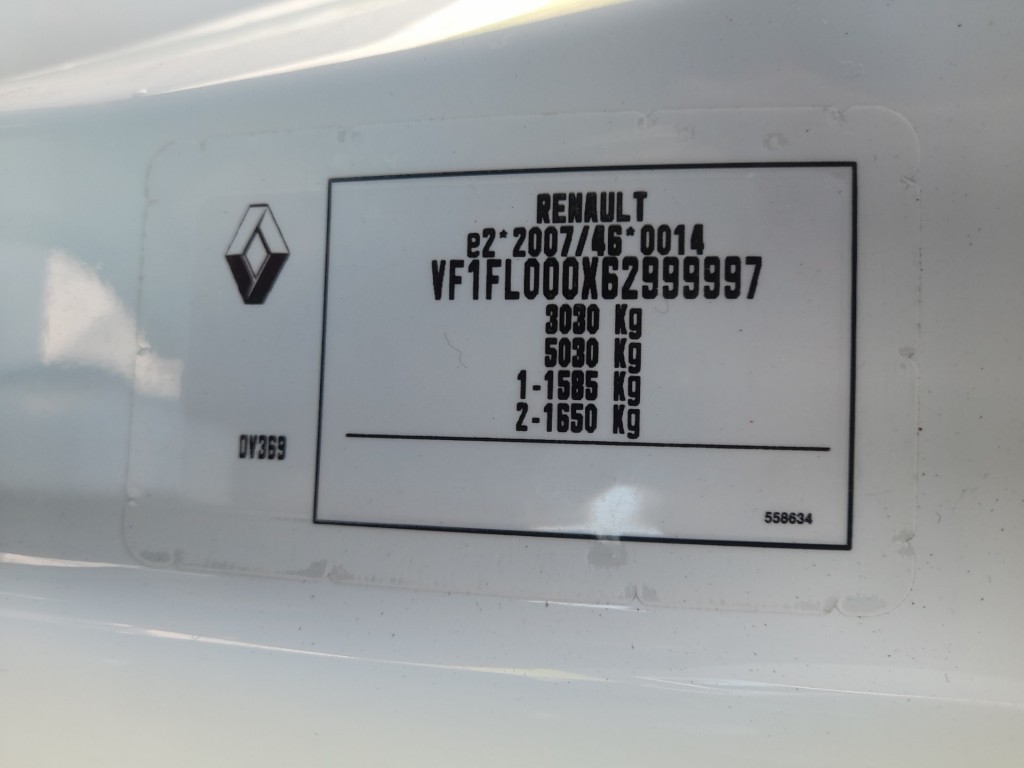 RENAULT
e2*2007/46*0014
VF1FL000X62999997
3030 Kg
5030 Kg
1-1585 Kg
2-1650 Kg
DV369
558634